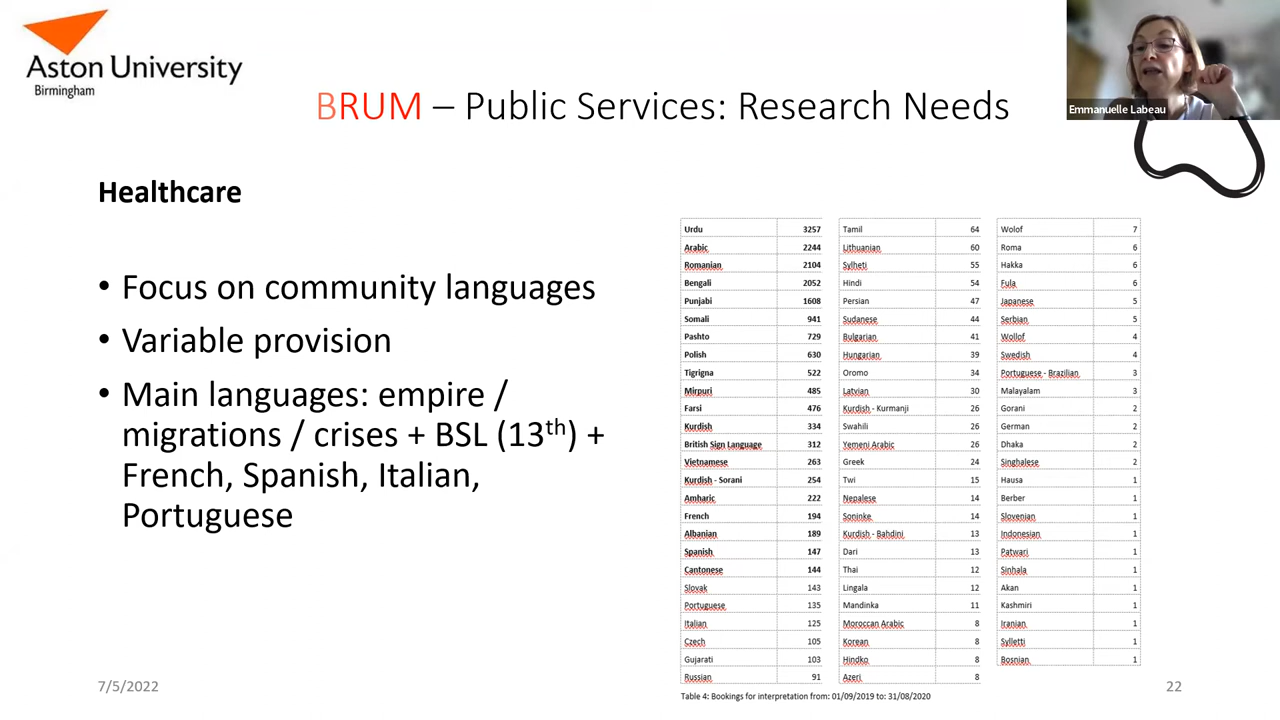 Aston University
Birmingham
BRUM – Public Services: Research Needs
Emmanuelle Labeau
Healthcare
• Focus on community languages
• Variable provision
• Main languages: empire /
migrations / crises + BSL (13th) +
French, Spanish, Italian,
Portuguese
Urdu 3257
Arabic 2244
Romanian 2104
Bengali 2052
Punjabi 1608
Somali 941
Pashto 729
Polish 630
Tigrigna 522
Mirpuri 485
Farsi 476
Kurdish 334
British Sign Language 312
Vietnamese 263
Kurdish - Sorani 254
Amharic 222
French 194
Albanian 189
Spanish 147
Cantonese 144
Slovak 143
Portuguese 135
Italian 125
Czech 105
Gujarati 103
Russian 91
Tamil 64
Lithuanian 60
Sylheti 55
Hindi 54
Persian 47
Sudanese 44
Bulgarian 41
Hungarian 39
Oromo 34
Latvian 30
Kurdish - Kurmanji 26
Swahili 26
Yemeni Arabic 26
Greek 24
Twi 15
Nepalese 14
Soninke 14
Kurdish - Bahdini 13
Dari 13
Thai 12
Lingala 12
Mandinka 11
Moroccan Arabic 8
Korean 8
Hindko 8
Azeri 8
Wolof 7
Roma 6
Hakka 6
Fula 6
Japanese 5
Serbian 5
Wollof 4
Swedish 4
Portuguese - Brazilian 3
Malayalam 3
Gorani 2
German 2
Dhaka 2
Singhalese 2
Hausa 1
Berber 1
Slovenian 1
Indonesian 1
Patwari 1
Sinhala 1
Akan 1
Kashmiri 1
Iranian 1
Sylletti 1
Bosnian 1
Table 4: Bookings for interpretation from: 01/09/2019 to: 31/08/2020
7/5/2022
22